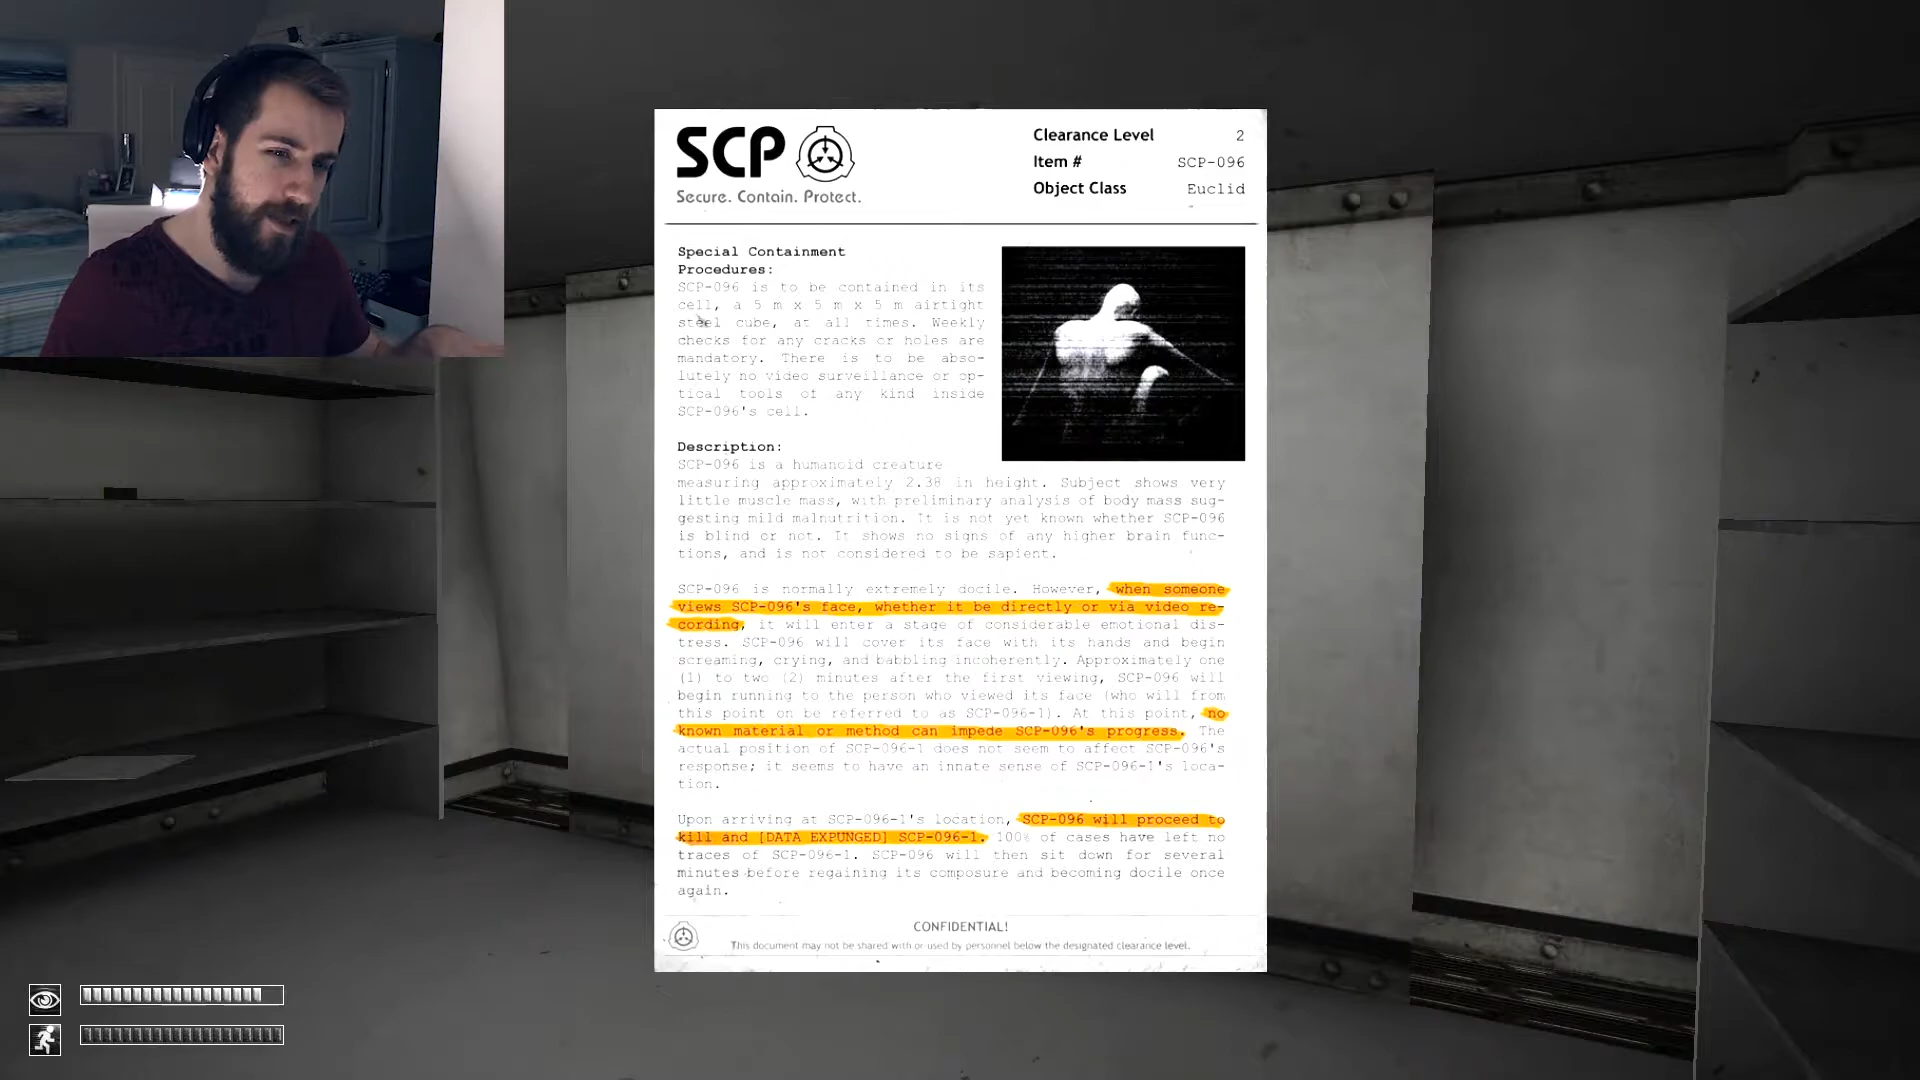 SCP
Secure. Contain. Protect.
Clearance Level 2
Item # SCP-096
Object Class Euclid
Special Containment
Procedures:
SCP-096 is to be contained in its
cell, a 5 m x 5 m x 5 m airtight
steel cube, at all times. Weekly
checks for any cracks or holes are
mandatory. There is to be abso-
lutely no video surveillance or op-
tical tools of any kind inside
SCP-096's cell.
Description:
SCP-096 is a humanoid creature
measuring approximately 2.38 in height. Subject shows very
little muscle mass, with preliminary analysis of body mass sug-
gesting mild malnutrition. It is not yet known whether SCP-096
is blind or not. It shows no signs of any higher brain func-
tions, and is not considered to be sapient.
SCP-096 is normally extremely docile. However, when someone
views SCP-096's face, whether it be directly or via video re-
cording, it will enter a stage of considerable emotional dis-
tress. SCP-096 will cover its face with its hands and begin
screaming, crying, and babbling incoherently. Approximately one
(1) to two (2) minutes after the first viewing, SCP-096 will
begin running to the person who viewed its face (who will from
this point on be referred to as SCP-096-1). At this point, no
known material or method can impede SCP-096's progress. The
actual position of SCP-096-1 does not seem to affect SCP-096's
response; it seems to have an innate sense of SCP-096-1's loca-
tion.
Upon arriving at SCP-096-1's location, SCP-096 will proceed to
kill and [DATA EXPUNGED] SCP-096-1. 100% of cases have left no
traces of SCP-096-1. SCP-096 will then sit down for several
minutes before regaining its composure and becoming docile once
again.
CONFIDENTIAL!
This document may not be shared with or used by personnel below the designated clearance level.